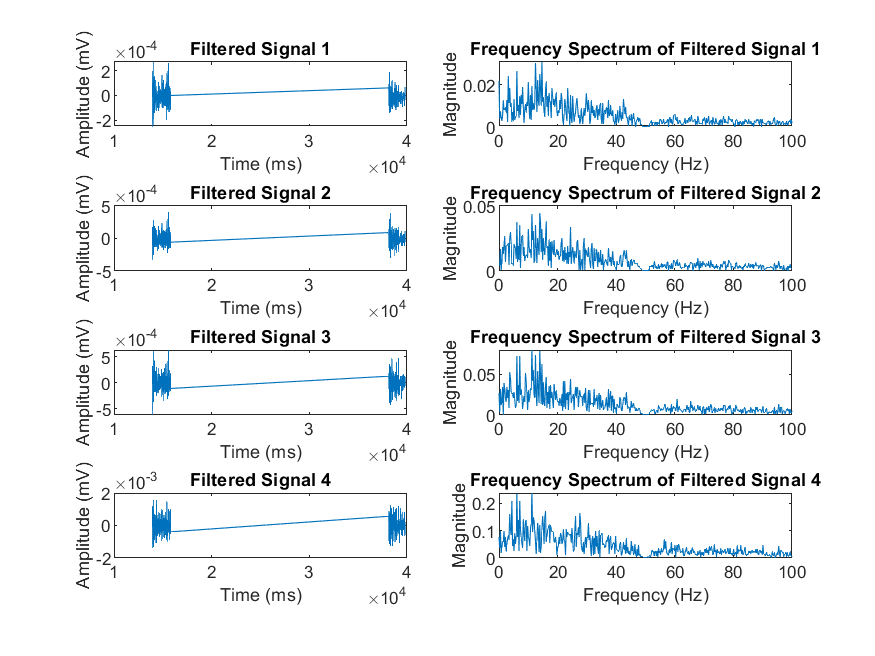 Filtered Signal 1
×10-4
Amplitude (mV)
2
0
-2
1
2
3
4
Time (ms)
×104
Frequency Spectrum of Filtered Signal 1
Magnitude
0.02
0
0
20
40
60
80
100
Frequency (Hz)
Filtered Signal 2
×10-4
Amplitude (mV)
5
0
-5
1
2
3
4
Time (ms)
×104
Frequency Spectrum of Filtered Signal 2
Magnitude
0.05
0
0
20
40
60
80
100
Frequency (Hz)
Filtered Signal 3
×10-4
Amplitude (mV)
5
0
-5
1
2
3
4
Time (ms)
×104
Frequency Spectrum of Filtered Signal 3
Magnitude
0.05
0
0
20
40
60
80
100
Frequency (Hz)
Filtered Signal 4
×10-3
Amplitude (mV)
2
0
-2
1
2
3
4
Time (ms)
×104
Frequency Spectrum of Filtered Signal 4
Magnitude
0.2
0.1
0
0
20
40
60
80
100
Frequency (Hz)